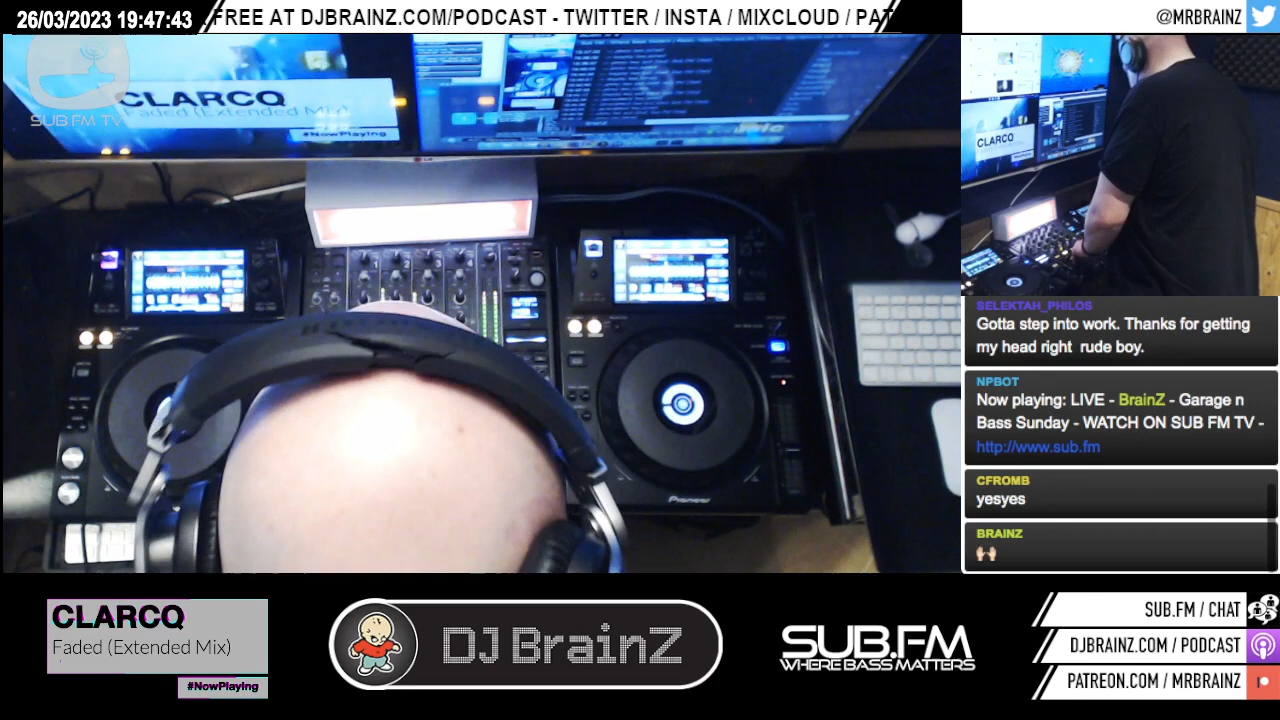 26/03/2023 19:47:43
FREE AT DJBRAINZ.COM/PODCAST - TWITTER / INSTA / MIXCLOUD / PAT
@MRBRAINZ
SUB FM TV
CLARCQ
Faded (Extended Mix)
#NowPlaying
CLARCQ
Pioneer
SELEKTAH_PHILOS
Gotta step into work. Thanks for getting
my head right rude boy.
NPBOT
Now playing: LIVE - BrainZ - Garage n
Bass Sunday - WATCH ON SUB FM TV -
http://www.sub.fm
CFROMB
yesyes
BRAINZ
CLARCQ
Faded (Extended Mix)
#NowPlaying
DJ BrainZ
SUB.FM
WHERE BASS MATTERS
SUB.FM / CHAT
DJBRAINZ.COM / PODCAST
PATREON.COM / MRBRAINZ